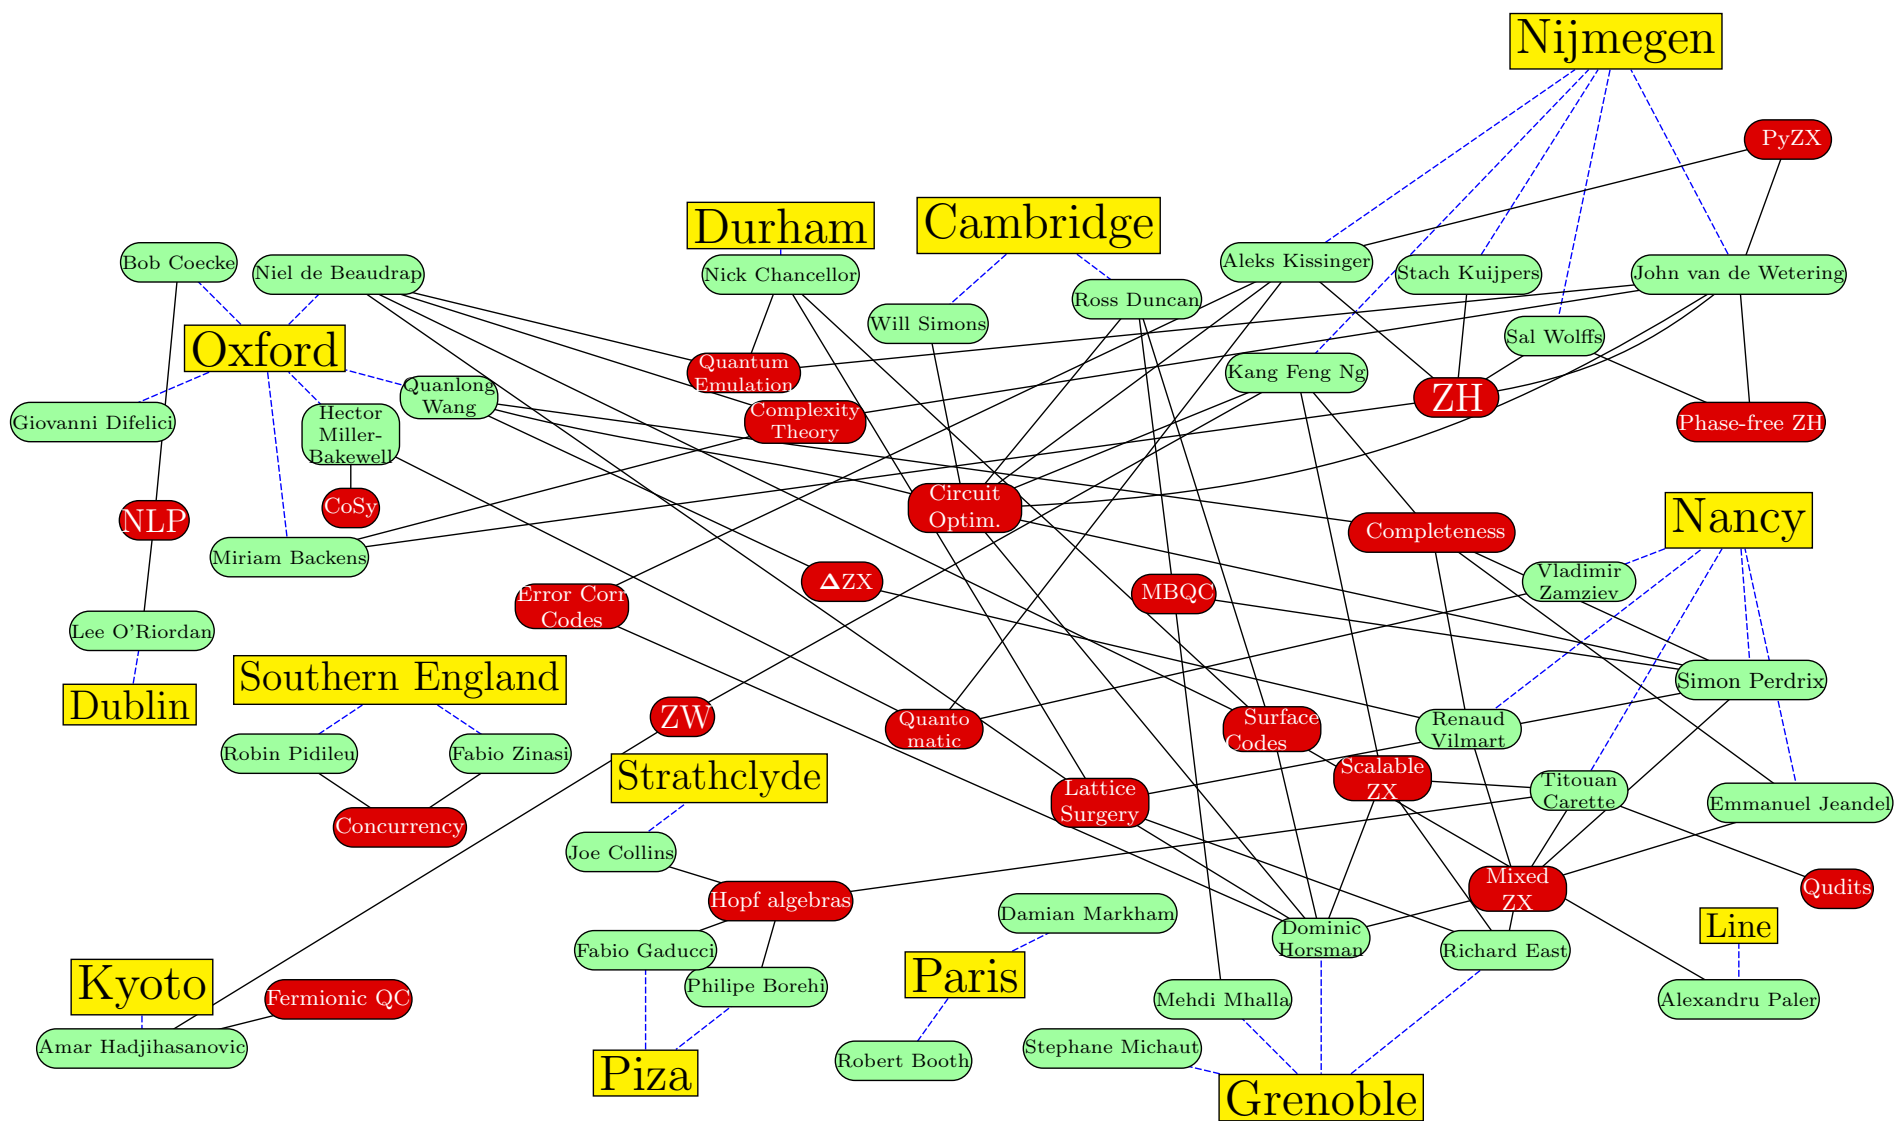 Nijmegen
PyZX
Durham
Cambridge
Bob Coecke
Niel de Beaudrap
Nick Chancellor
Aleks Kissinger
Stach Kuijpers
John van de Wetering
Ross Duncan
Will Simons
Sal Wolffs
Oxford
Quantum
Emulation
Kang Feng Ng
Quanlong
Wang
ZH
Giovanni Difelici
Hector
Miller-
Bakewell
Complexity
Theory
Phase-free ZH
CoSy
Circuit
Optim.
NLP
Completeness
Nancy
Miriam Backens
ΔZX
Vladimir
Zamziev
Error Corr
Codes
MBQC
Lee O'Riordan
Southern England
Simon Perdrix
Dublin
ZW
Quanto
matic
Surface
Codes
Renaud
Vilmart
Robin Pidileu
Fabio Zinasi
Strathclyde
Scalable
ZX
Titouan
Carette
Lattice
Surgery
Emmanuel Jeandel
Concurrency
Joe Collins
Mixed
ZX
Qudits
Hopf algebras
Damian Markham
Line
Dominic
Horsman
Richard East
Fabio Gaducci
Paris
Kyoto
Philipe Borehi
Fermionic QC
Mehdi Mhalla
Alexandru Paler
Amar Hadjihasanovic
Stephane Michaut
Robert Booth
Piza
Grenoble